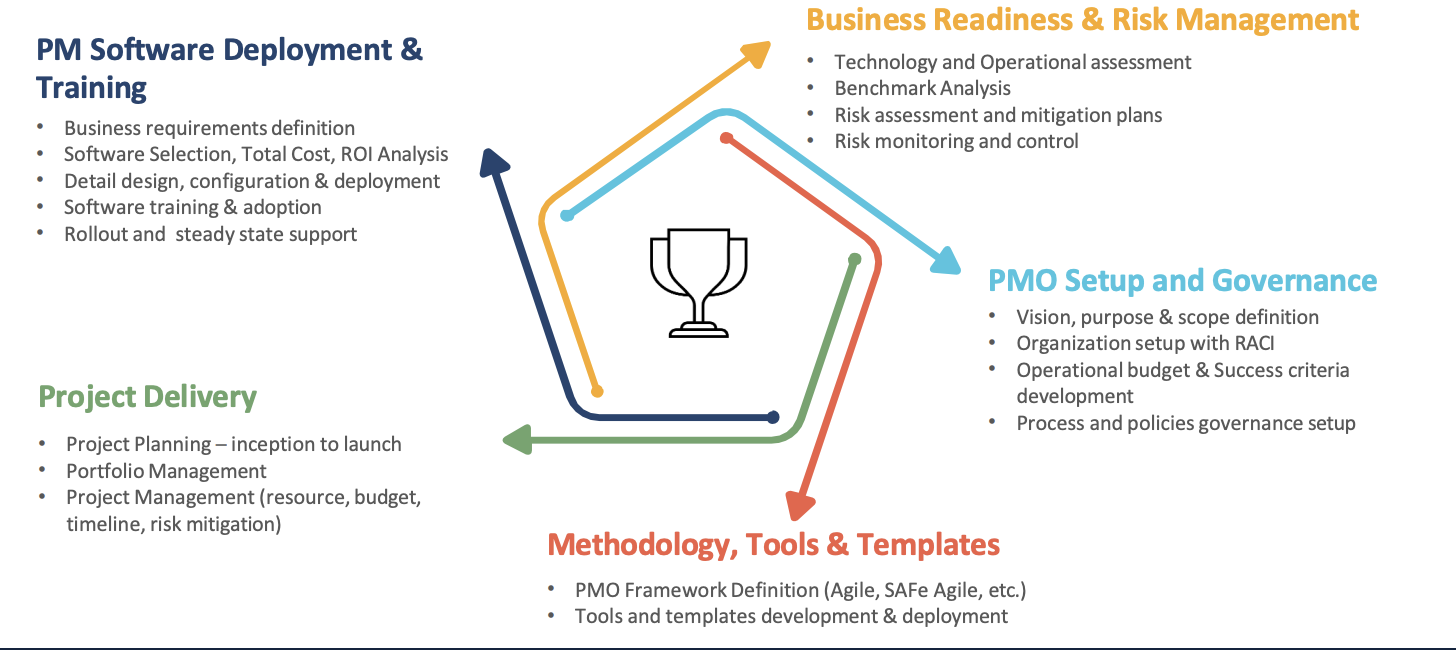 PM Software Deployment &
Training
• Business requirements definition
• Software Selection, Total Cost, ROI Analysis
• Detail design, configuration & deployment
• Software training & adoption
• Rollout and  steady state support
Business Readiness & Risk Management
• Technology and Operational assessment
• Benchmark Analysis
• Risk assessment and mitigation plans
• Risk monitoring and control
PMO Setup and Governance
• Vision, purpose & scope definition
• Organization setup with RACI
• Operational budget & Success criteria
development
• Process and policies governance setup
Project Delivery
• Project Planning – inception to launch
• Portfolio Management
• Project Management (resource, budget,
timeline, risk mitigation)
Methodology, Tools & Templates
• PMO Framework Definition (Agile, SAFe Agile, etc.)
• Tools and templates development & deployment